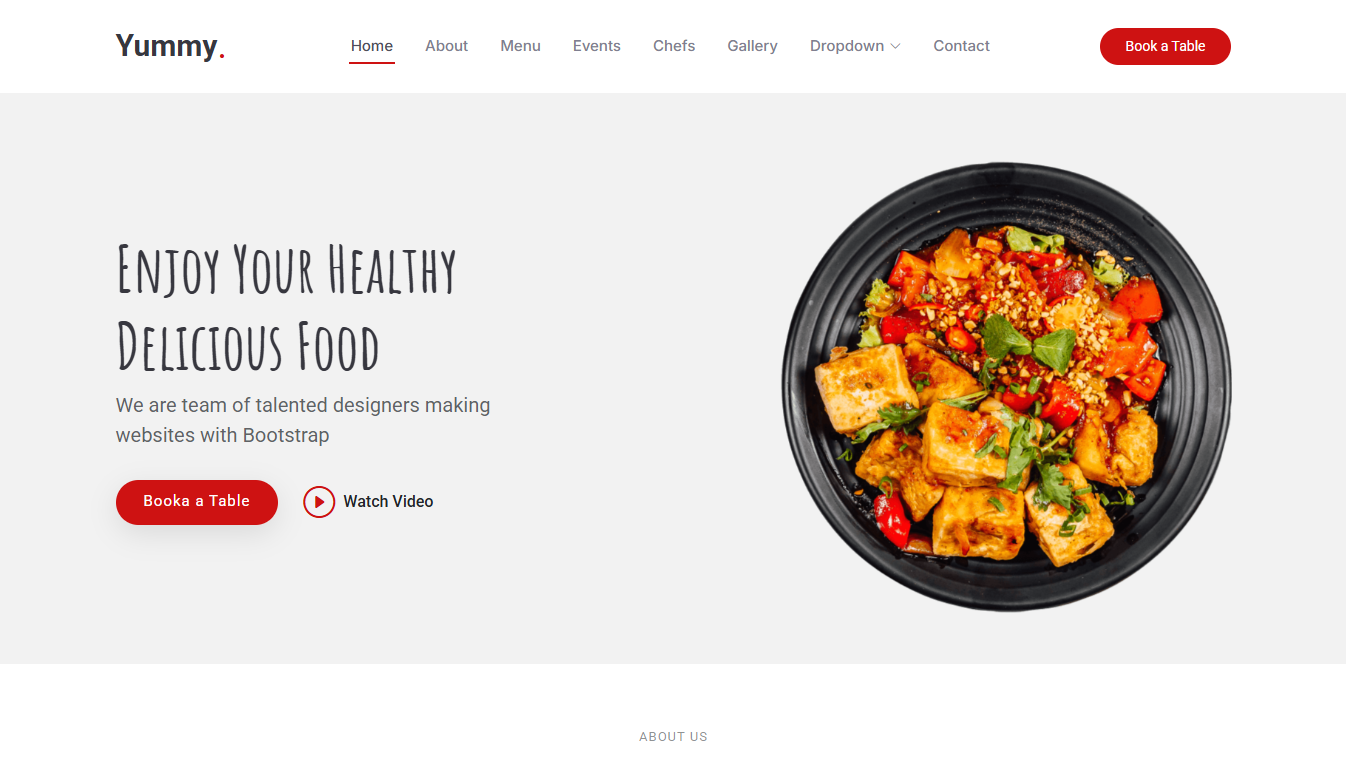 Yummy.
Home About Menu Events Chefs Gallery Dropdown Contact
Book a Table
Enjoy Your Healthy
Delicious Food
We are team of talented designers making
websites with Bootstrap
Booka a Table
Watch Video
ABOUT US